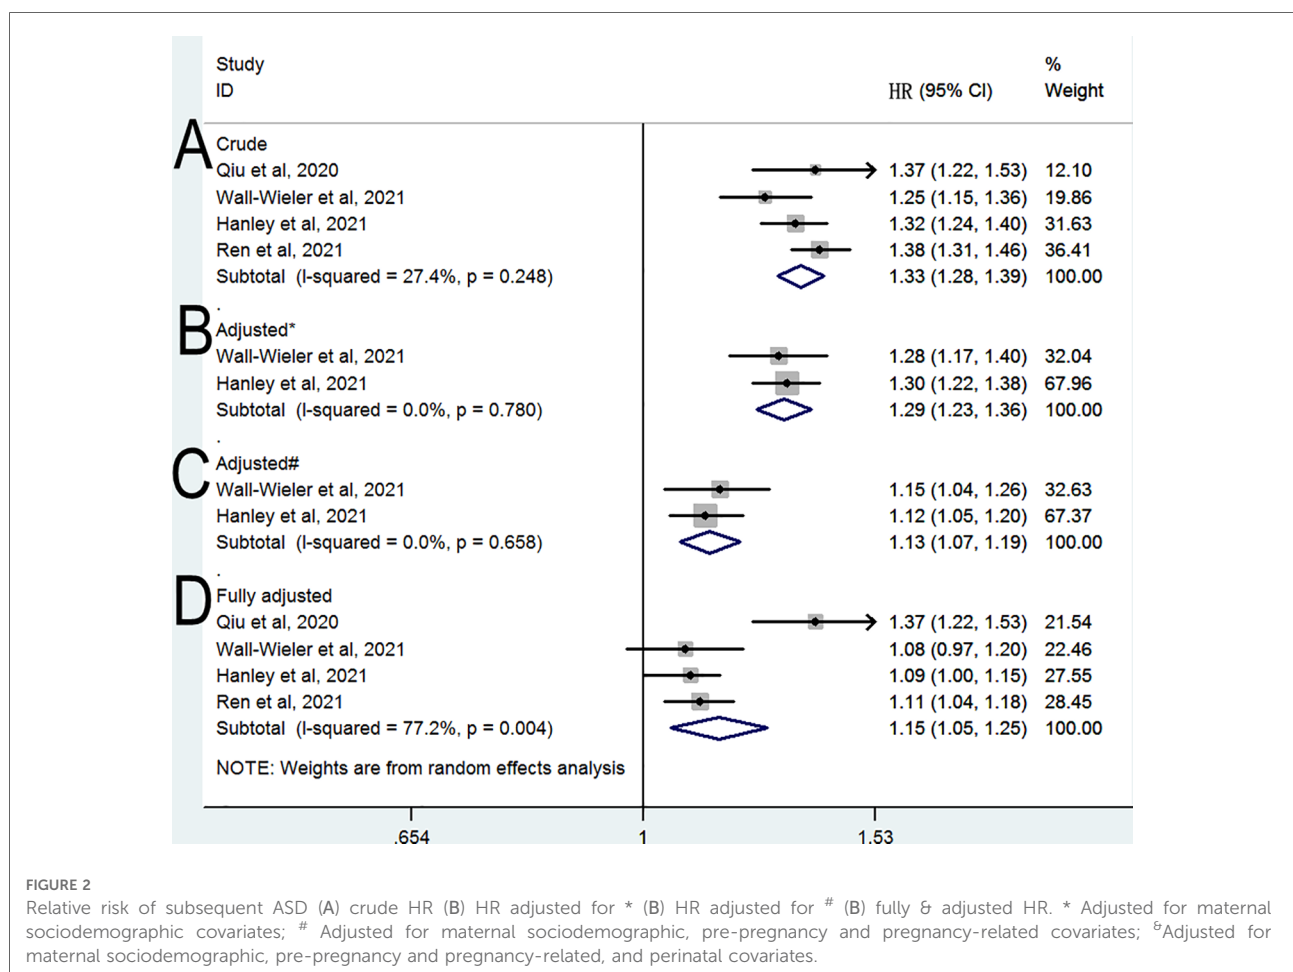 Study %
ID HR (95% CI) Weight
A
Crude
Qiu et al, 2020 1.37 (1.22, 1.53) 12.10
Wall-Wieler et al, 2021 1.25 (1.15, 1.36) 19.86
Hanley et al, 2021 1.32 (1.24, 1.40) 31.63
Ren et al, 2021 1.38 (1.31, 1.46) 36.41
Subtotal (I-squared = 27.4%, p = 0.248) 1.33 (1.28, 1.39) 100.00
.
B
Adjusted*
Wall-Wieler et al, 2021 1.28 (1.17, 1.40) 32.04
Hanley et al, 2021 1.30 (1.22, 1.38) 67.96
Subtotal (I-squared = 0.0%, p = 0.780) 1.29 (1.23, 1.36) 100.00
.
C
Adjusted#
Wall-Wieler et al, 2021 1.15 (1.04, 1.26) 32.63
Hanley et al, 2021 1.12 (1.05, 1.20) 67.37
Subtotal (I-squared = 0.0%, p = 0.658) 1.13 (1.07, 1.19) 100.00
.
D
Fully adjusted
Qiu et al, 2020 1.37 (1.22, 1.53) 21.54
Wall-Wieler et al, 2021 1.08 (0.97, 1.20) 22.46
Hanley et al, 2021 1.09 (1.00, 1.15) 27.55
Ren et al, 2021 1.11 (1.04, 1.18) 28.45
Subtotal (I-squared = 77.2%, p = 0.004) 1.15 (1.05, 1.25) 100.00
NOTE: Weights are from random effects analysis
.654 1 1.53
FIGURE 2
Relative risk of subsequent ASD (A) crude HR (B) HR adjusted for * (B) HR adjusted for # (B) fully & adjusted HR. * Adjusted for maternal
sociodemographic covariates; # Adjusted for maternal sociodemographic, pre-pregnancy and pregnancy-related covariates; &Adjusted for
maternal sociodemographic, pre-pregnancy and pregnancy-related, and perinatal covariates.